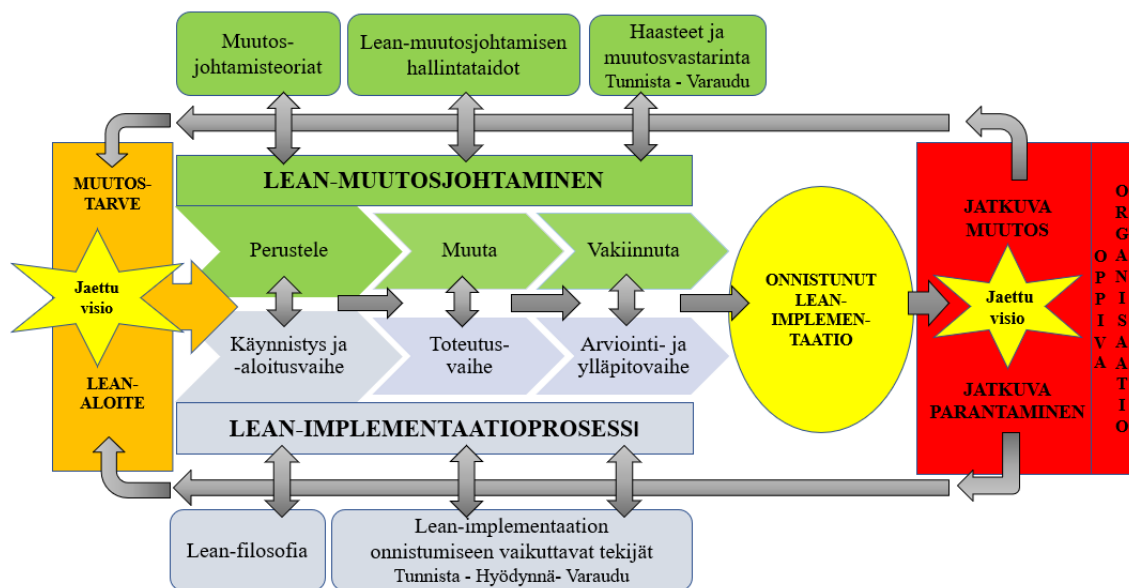 Muutos-
johtamisteoriat
Lean-muutosjohtamisen
hallintataidot
Haasteet ja
muutosvastarinta
Tunnista - Varaudu
MUUTOS-
TARVE
Jaettu
visio
LEAN-
ALOITE
LEAN-MUUTOSJOHTAMINEN
Perustele
Muuta
Vakiinnuta
Käynnistys ja
-aloitusvaihe
Toteutus-
vaihe
Arviointi- ja
ylläpitovaihe
LEAN-IMPLEMENTAATIOPROSESSI
ONNISTUNUT
LEAN-
IMPLEMEN-
TAATIO
JATKUVA
MUUTOS
Jaettu
visio
JATKUVA
PARANTAMINEN
OPPIVA
ORGANISAATIO
Lean-filosofia
Lean-implementaation
onnistumiseen vaikuttavat tekijät
Tunnista - Hyödynnä- Varaudu